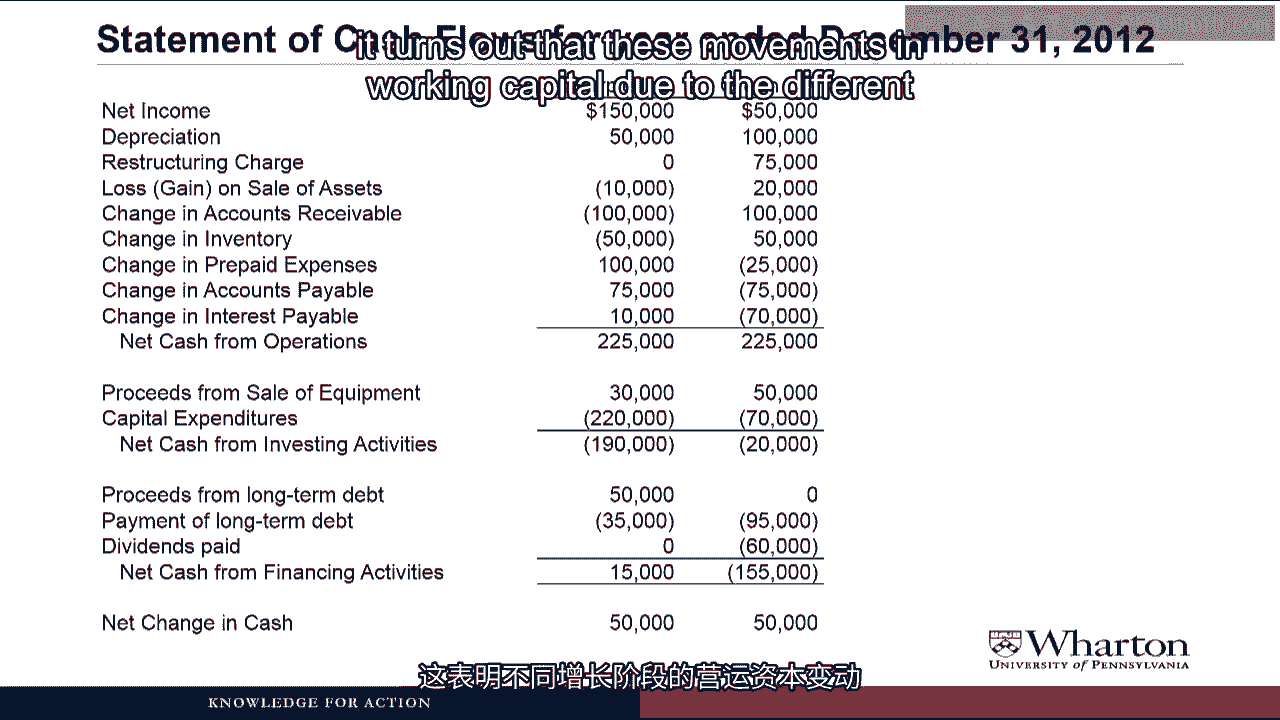 Statement of Cash Flows for year ended December 31, 2012
it turns out that these movements in
working capital due to the different
Net Income $150,000 $50,000
Depreciation 50,000 100,000
Restructuring Charge 0 75,000
Loss (Gain) on Sale of Assets (10,000) 20,000
Change in Accounts Receivable (100,000) 100,000
Change in Inventory (50,000) 50,000
Change in Prepaid Expenses 100,000 (25,000)
Change in Accounts Payable 75,000 (75,000)
Change in Interest Payable 10,000 (70,000)
Net Cash from Operations 225,000 225,000
Proceeds from Sale of Equipment 30,000 50,000
Capital Expenditures (220,000) (70,000)
Net Cash from Investing Activities (190,000) (20,000)
Proceeds from long-term debt 50,000 0
Payment of long-term debt (35,000) (95,000)
Dividends paid 0 (60,000)
Net Cash from Financing Activities 15,000 (155,000)
Net Change in Cash 50,000 50,000
Wharton
UNIVERSITY of PENNSYLVANIA
这表明不同增长阶段的营运资本变动
KNOWLEDGE FOR ACTION